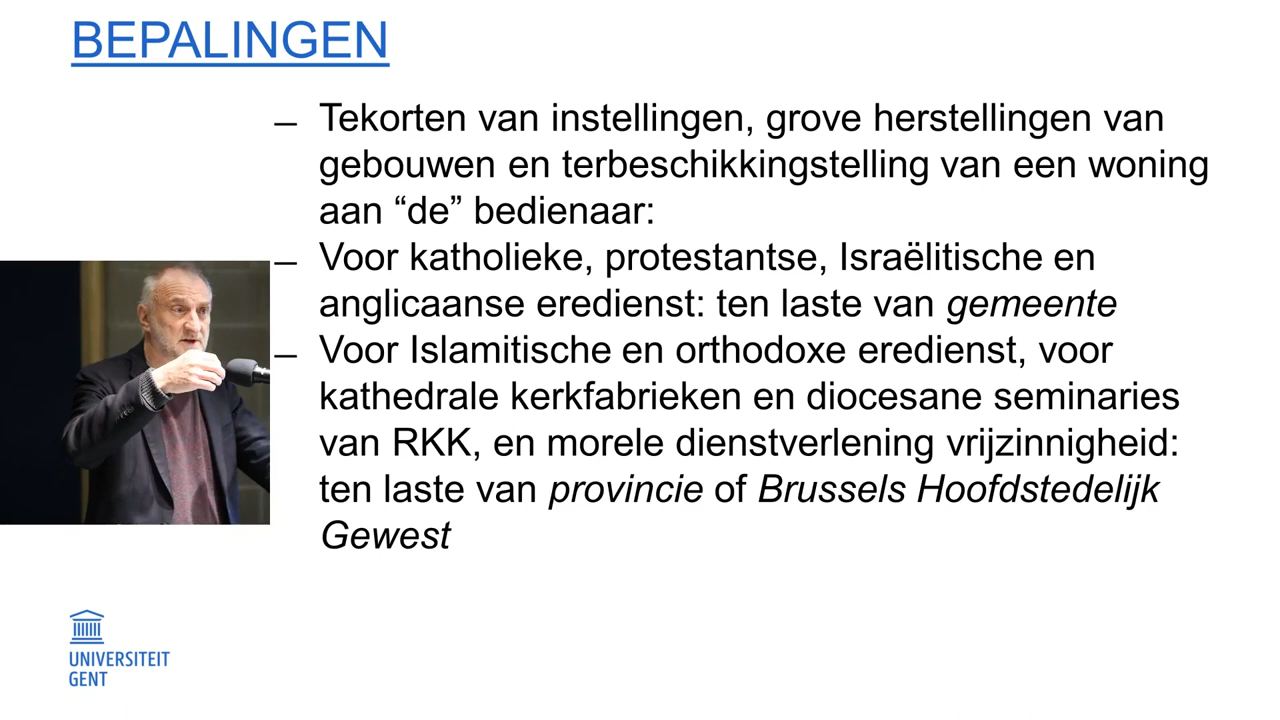 BEPALINGEN
– Tekorten van instellingen, grove herstellingen van
gebouwen en terbeschikkingstelling van een woning
aan “de” bedienaar:
– Voor katholieke, protestantse, Israëlitische en
anglicaanse eredienst: ten laste van gemeente
– Voor Islamitische en orthodoxe eredienst, voor
kathedrale kerkfabrieken en diocesane seminaries
van RKK, en morele dienstverlening vrijzinnigheid:
ten laste van provincie of Brussels Hoofdstedelijk
Gewest
UNIVERSITEIT
GENT